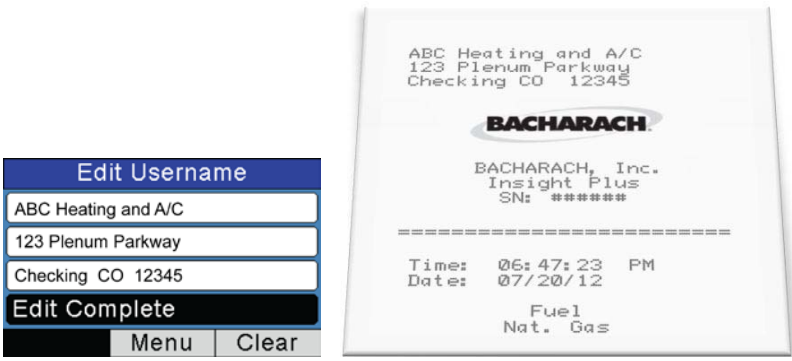 Edit Username
ABC Heating and A/C
123 Plenum Parkway
Checking CO 12345
Edit Complete
Menu Clear
ABC Heating and A/C
123 Plenum Parkway
Checking CO 12345
BACHARACH
BACHARACH, Inc.
Insight Plus
SN: ######
==========================
Time: 06:47:23 PM
Date: 07/20/12
Fuel
Nat. Gas